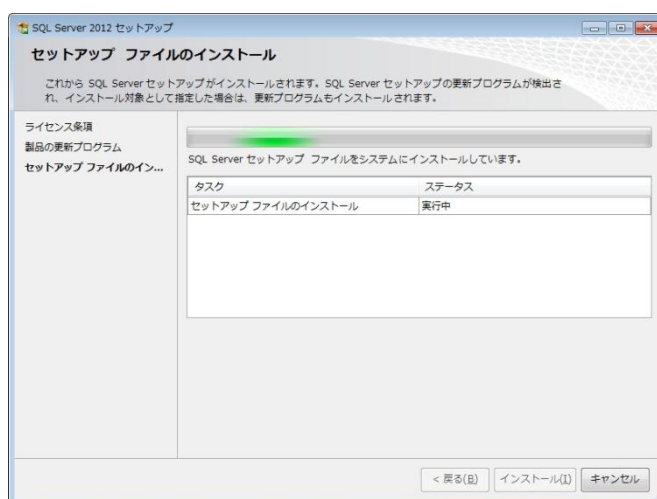 SQL Server 2012 セットアップ
セットアップ ファイルのインストール
これから SQL Server セットアップがインストールされます。SQL Server セットアップの更新プログラムが検出さ
れ、インストール対象として指定した場合は、更新プログラムもインストールされます。
ライセンス条項
製品の更新プログラム
セットアップ ファイルのイン...
SQL Server セットアップ ファイルをシステムにインストールしています。
タスク ステータス
セットアップ ファイルのインストール 実行中
< 戻る(B) インストール(I) キャンセル